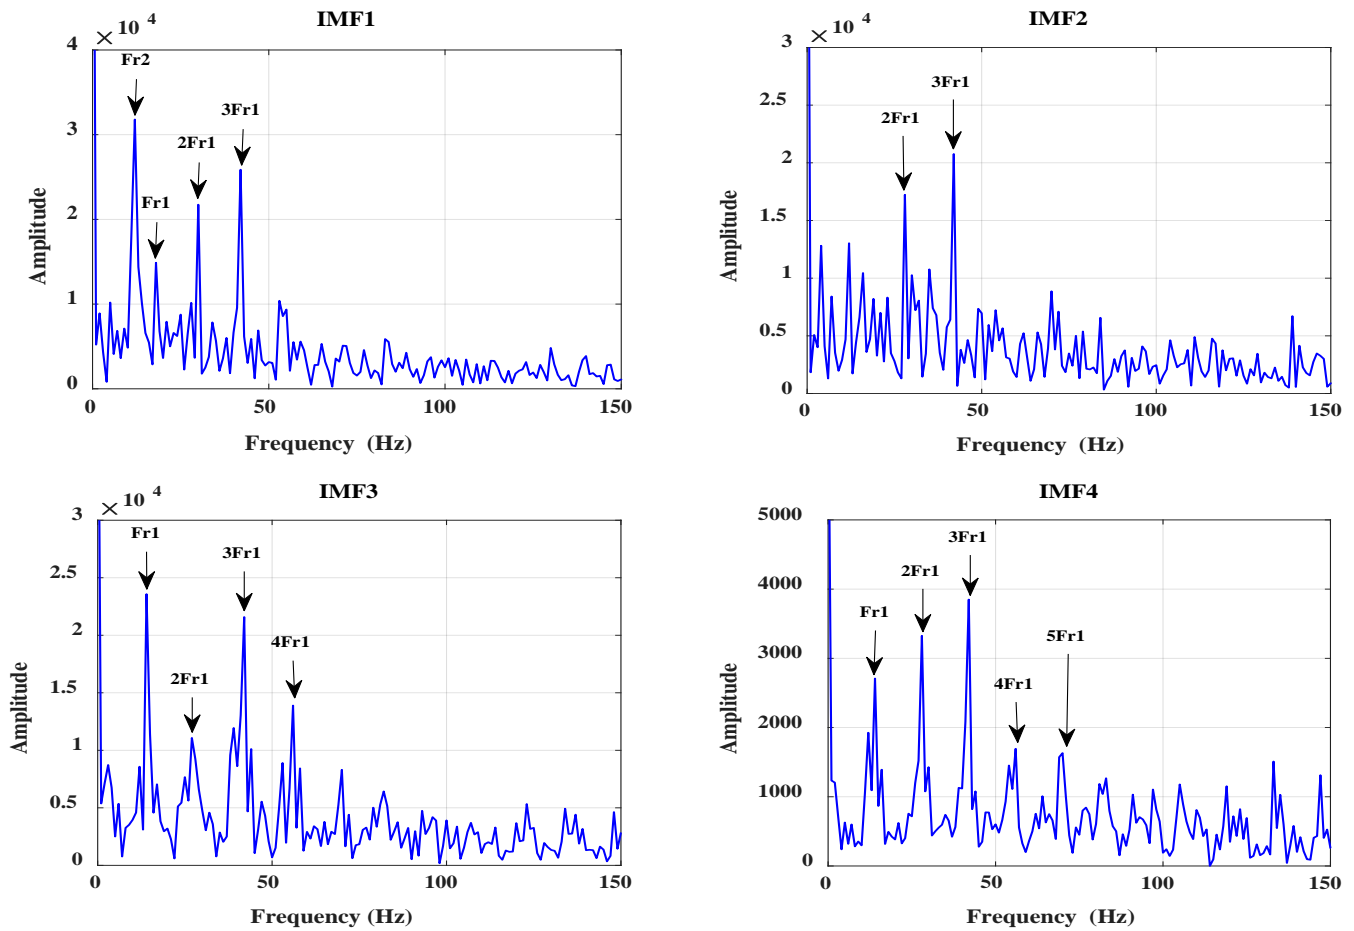 IMF1
× 10 4
4
3
2
1
0
Fr2
3Fr1
2Fr1
Fr1
Amplitude
0 50 100 150
Frequency (Hz)
IMF2
× 10 4
3
2.5
2
1.5
1
0.5
0
3Fr1
2Fr1
Amplitude
0 50 100 150
Frequency (Hz)
IMF3
× 10 4
3
2.5
2
1.5
1
0.5
0
Fr1
3Fr1
4Fr1
2Fr1
Amplitude
0 50 100 150
Frequency (Hz)
IMF4
5000
4000
3000
2000
1000
0
3Fr1
2Fr1
Fr1
5Fr1
4Fr1
Amplitude
0 50 100 150
Frequency (Hz)